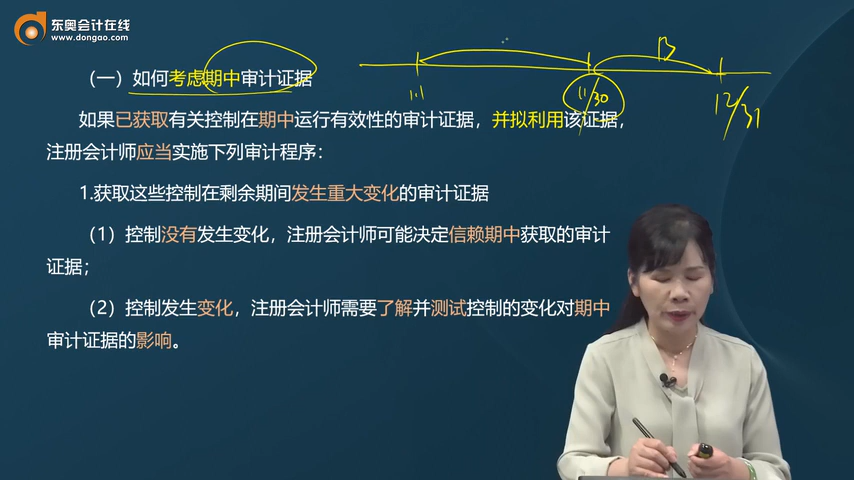 东奥会计在线
www.dongao.com
（一）如何考虑期中审计证据
1.1
11/30
B
12/31
如果已获取有关控制在期中运行有效性的审计证据，并拟利用该证据，
注册会计师应当实施下列审计程序：
1.获取这些控制在剩余期间发生重大变化的审计证据
（1）控制没有发生变化，注册会计师可能决定信赖期中获取的审计
证据；
（2）控制发生变化，注册会计师需要了解并测试控制的变化对期中
审计证据的影响。